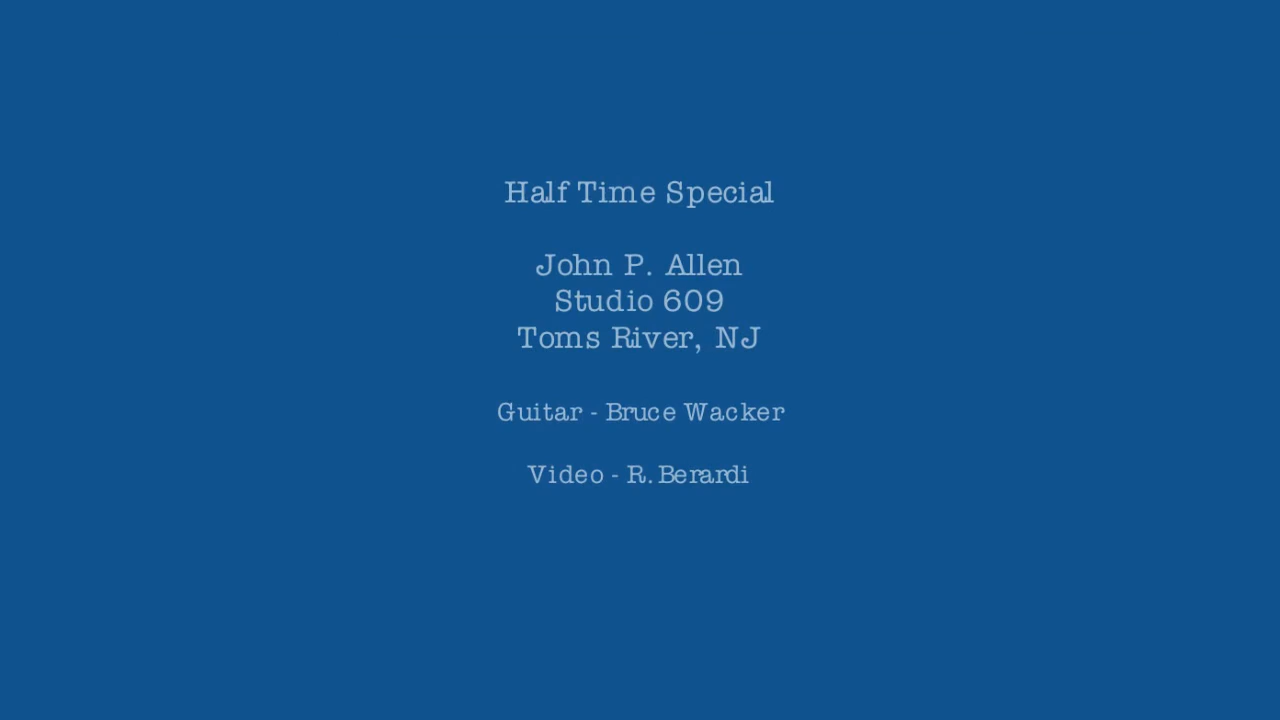 Half Time Special
John P. Allen
Studio 609
Toms River, NJ
Guitar - Bruce Wacker
Video - R. Berardi